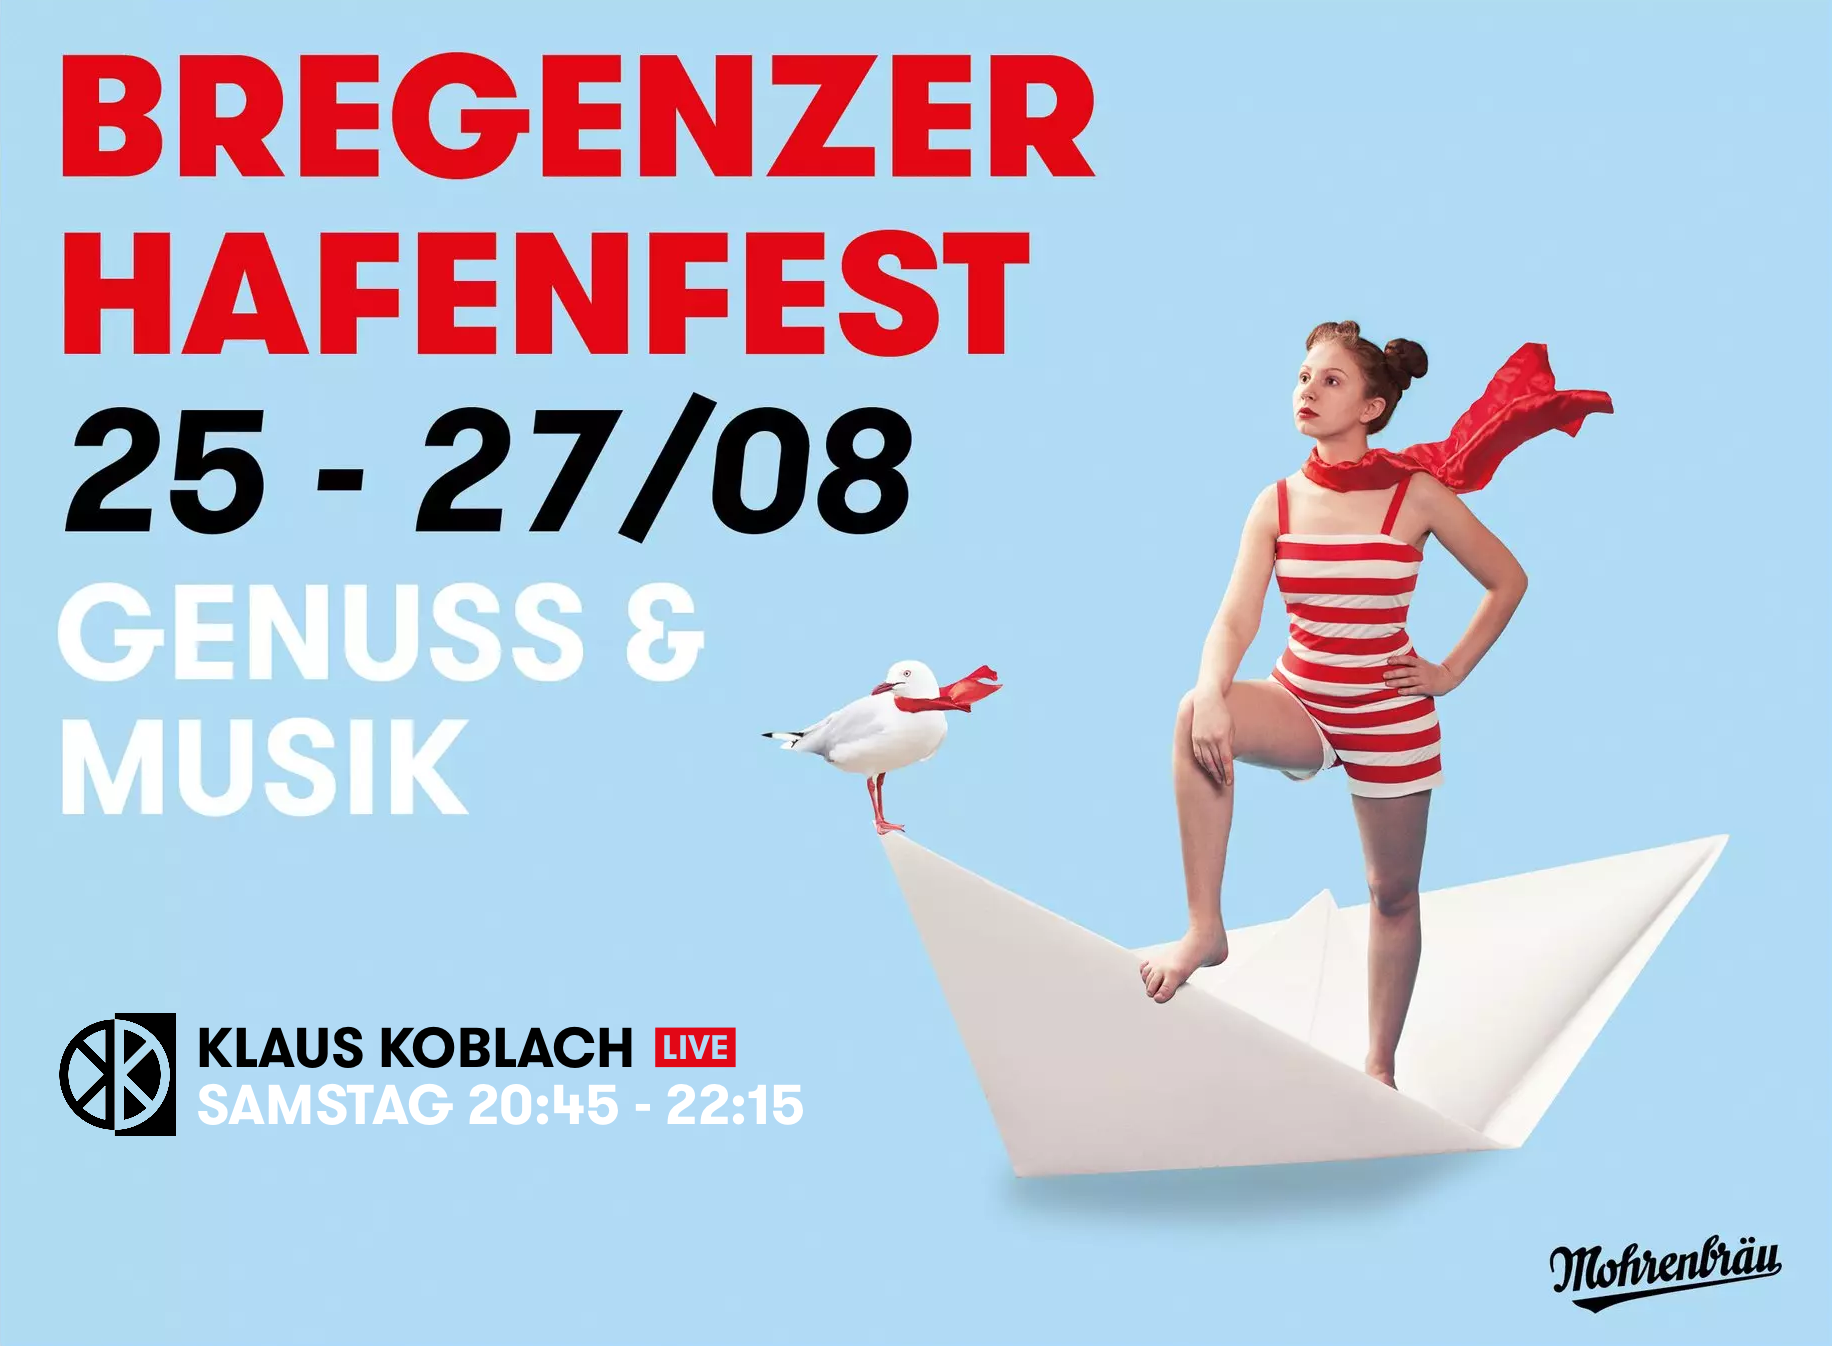 BREGENZER
HAFENFEST
25 - 27/08
GENUSS &
MUSIK
KLAUS KOBLACH LIVE
SAMSTAG 20:45 - 22:15
Mohrenbräu